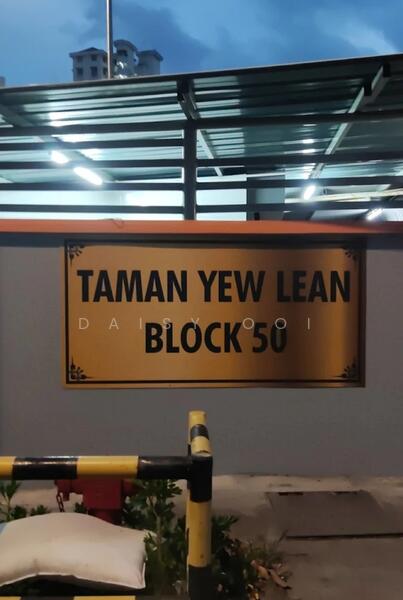 TAMAN YEW LEAN
DAISY OOI
BLOCK 50